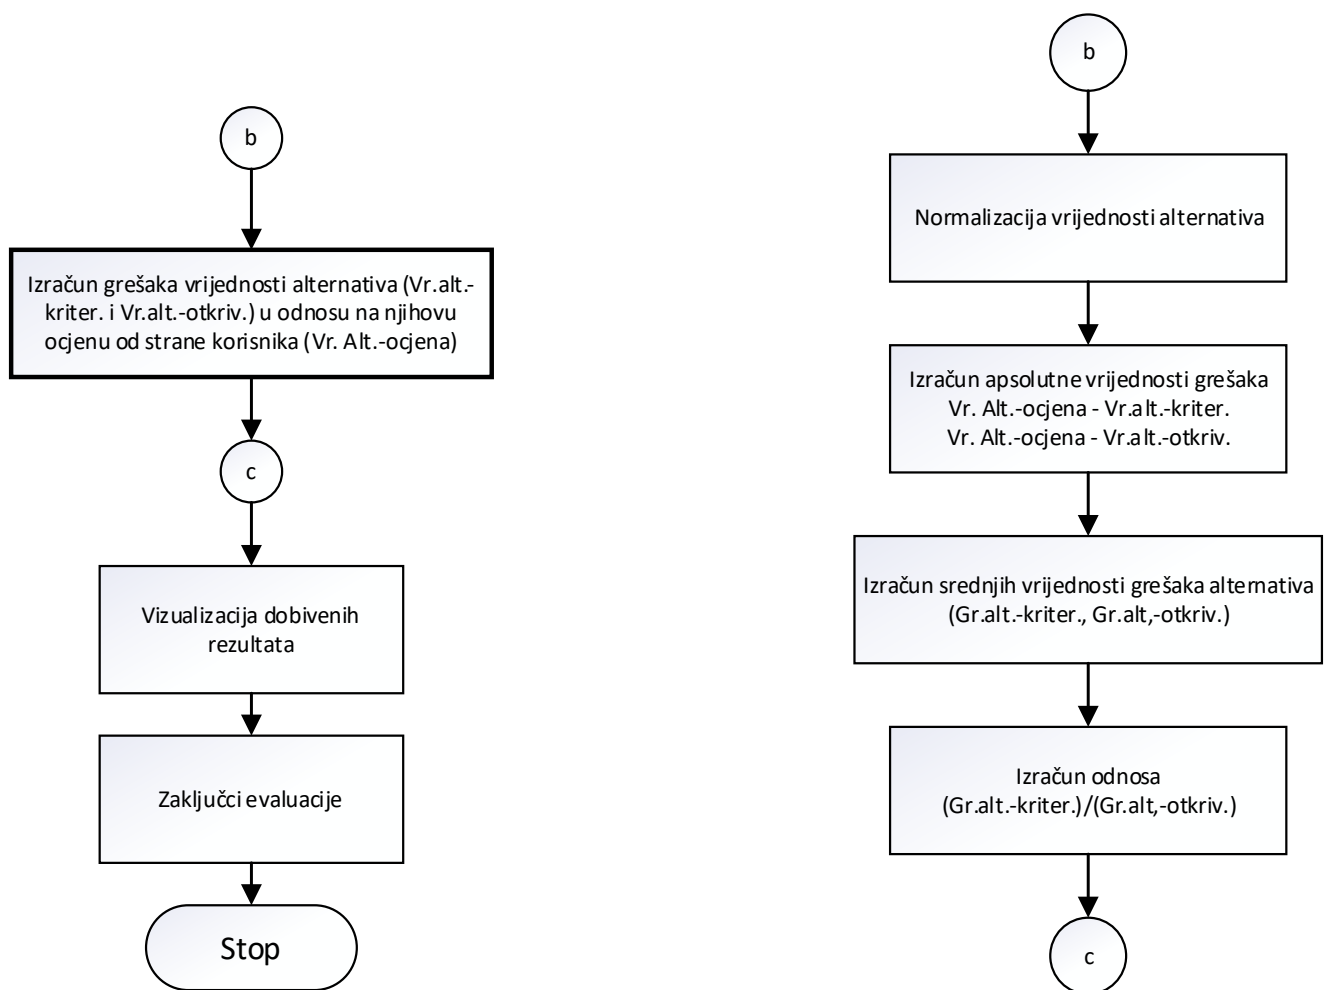 b
Izračun grešaka vrijednosti alternativa (Vr.alt.-
kriter. i Vr.alt.-otkriv.) u odnosu na njihovu
ocjenu od strane korisnika (Vr. Alt.-ocjena)
c
Vizualizacija dobivenih
rezultata
Zaključci evaluacije
Stop
b
Normalizacija vrijednosti alternativa
Izračun apsolutne vrijednosti grešaka
Vr. Alt.-ocjena - Vr.alt.-kriter.
Vr. Alt.-ocjena - Vr.alt.-otkriv.
Izračun srednjih vrijednosti grešaka alternativa
(Gr.alt.-kriter., Gr.alt,-otkriv.)
Izračun odnosa
(Gr.alt.-kriter.)/(Gr.alt,-otkriv.)
c